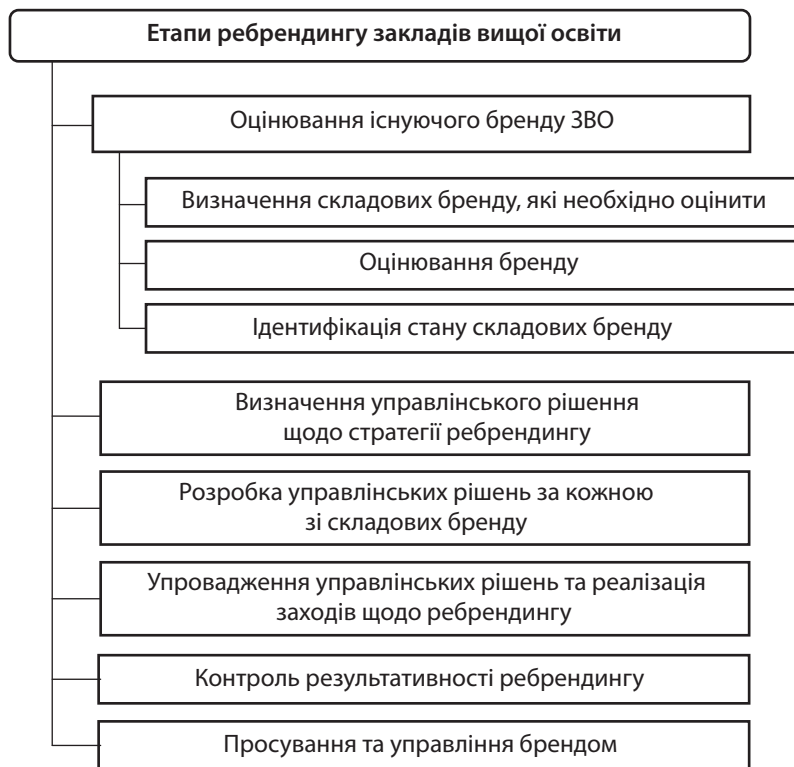 Етапи ребрендингу закладів вищої освіти
Оцінювання існуючого бренду ЗВО
Визначення складових бренду, які необхідно оцінити
Оцінювання бренду
Ідентифікація стану складових бренду
Визначення управлінського рішення
щодо стратегії ребрендингу
Розробка управлінських рішень за кожною
зі складових бренду
Упровадження управлінських рішень та реалізація
заходів щодо ребрендингу
Контроль результативності ребрендингу
Просування та управління брендом